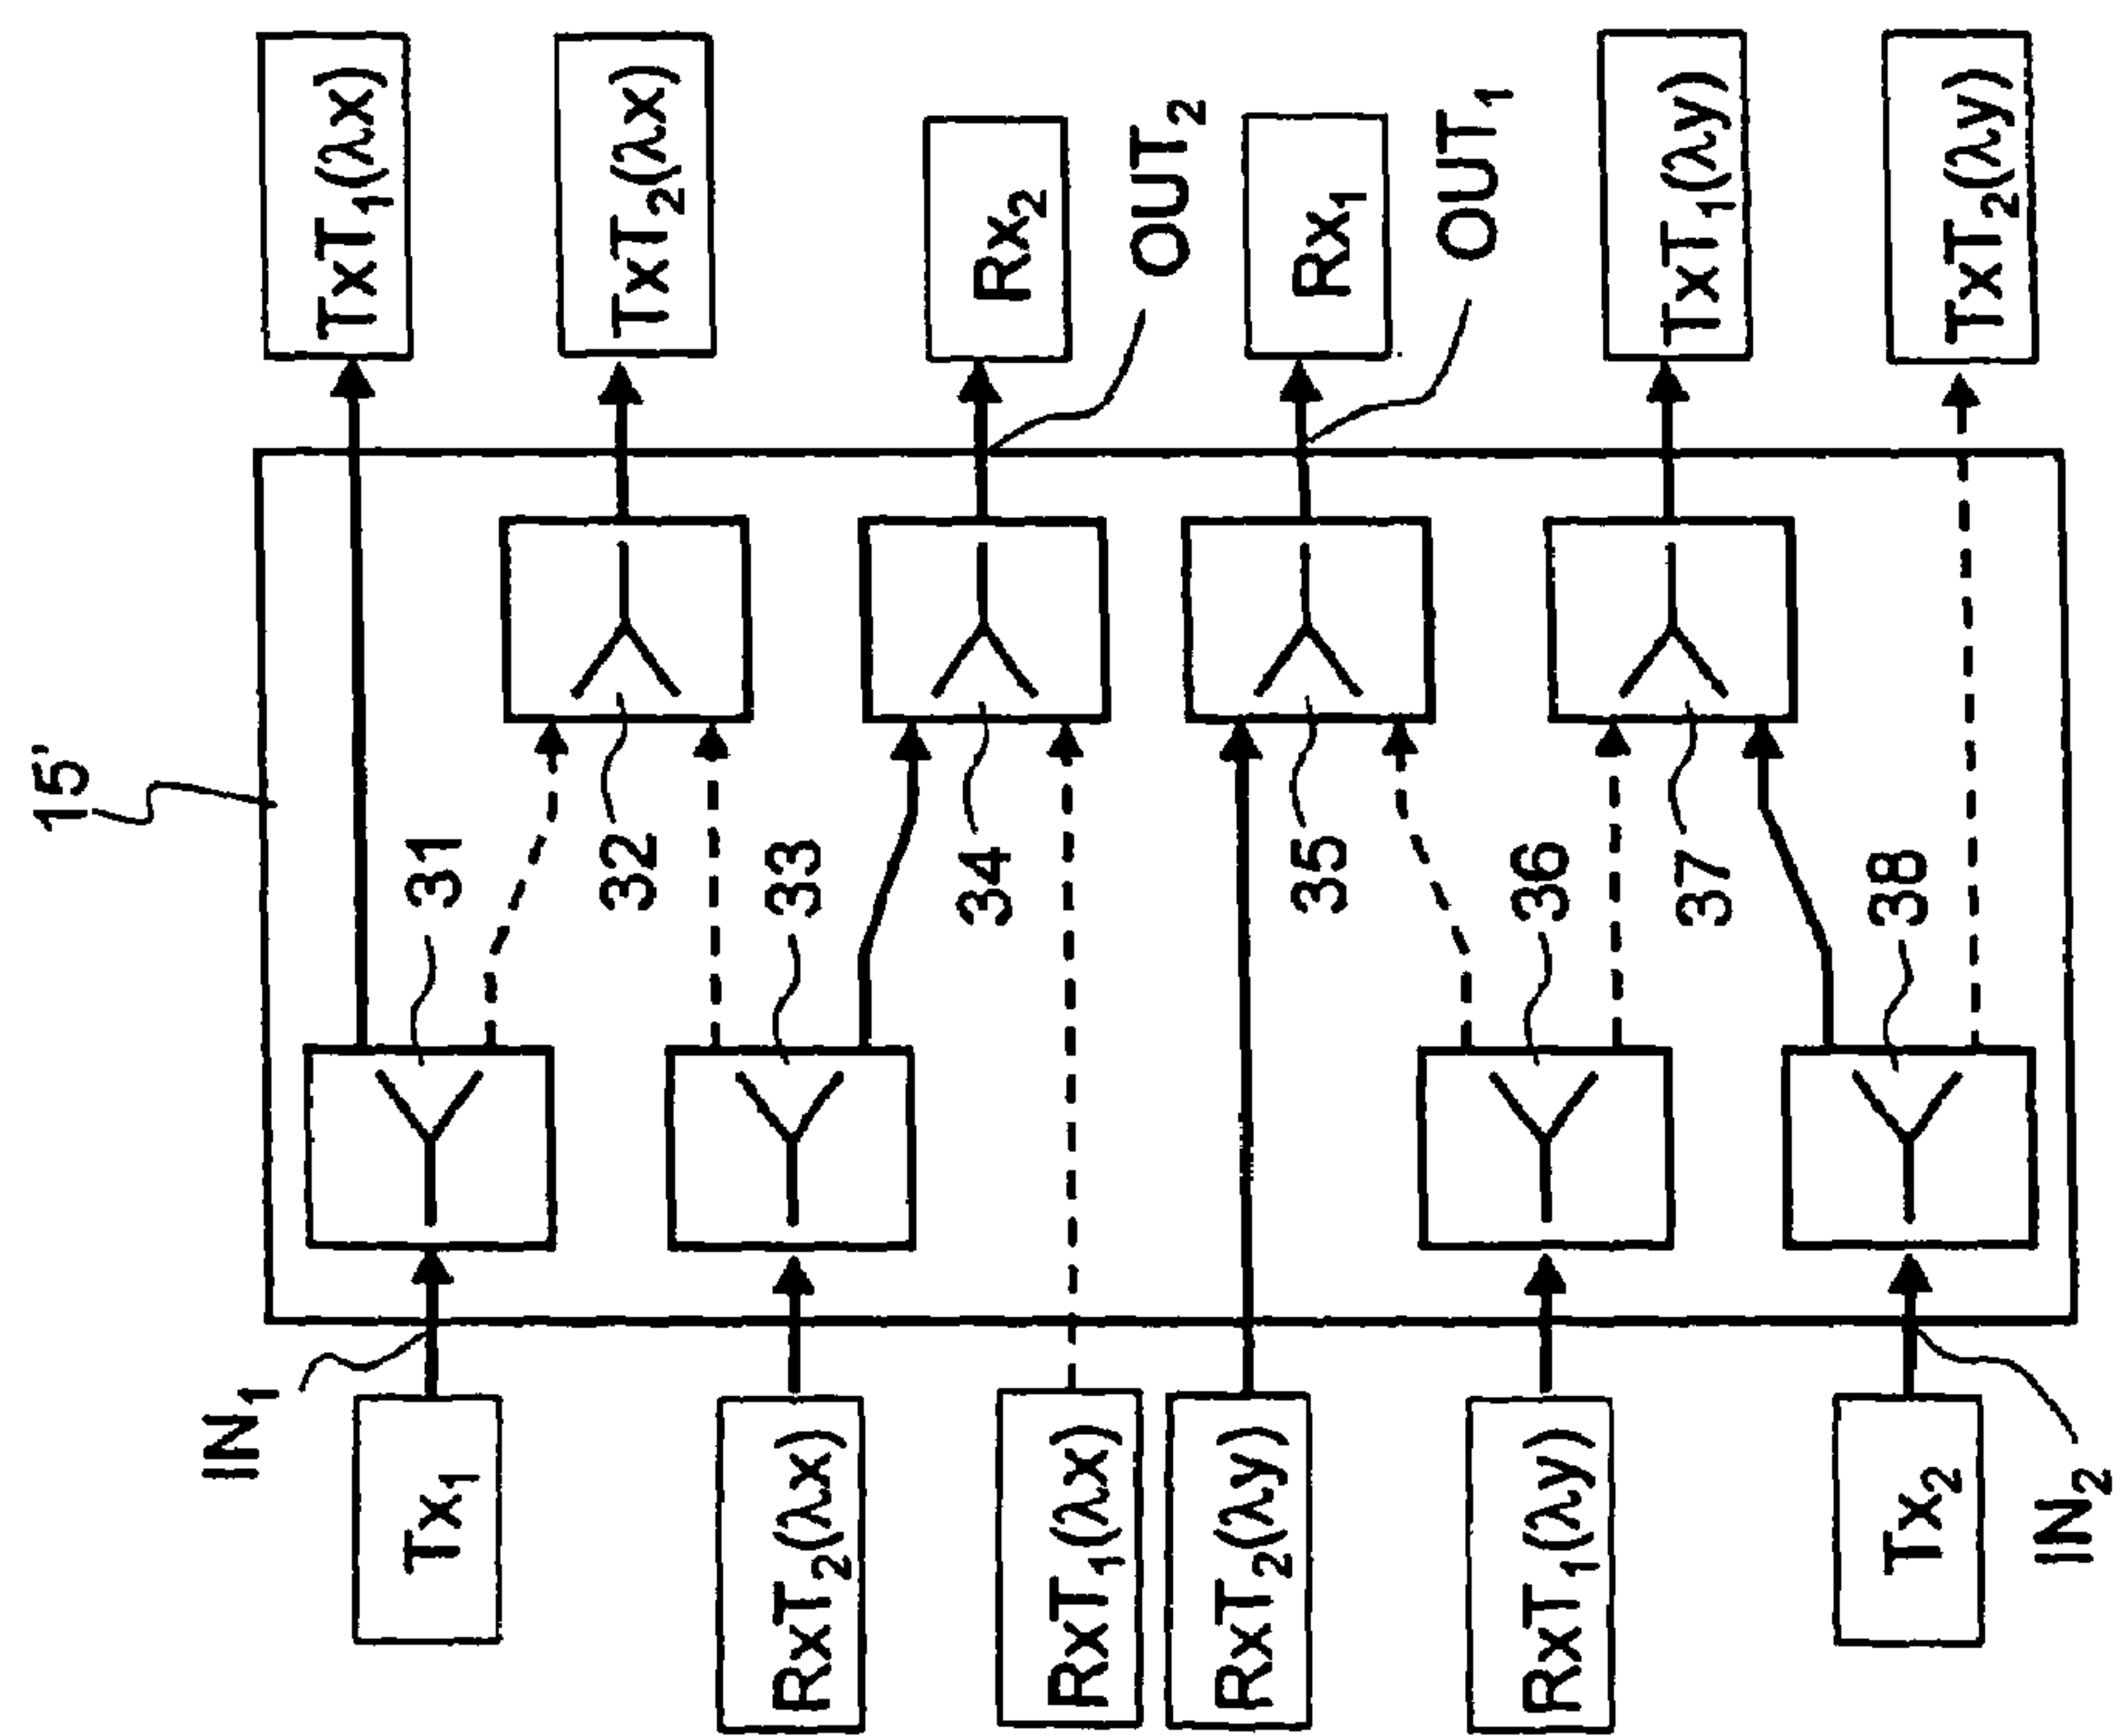 15'
TxT1(λx)
TxT2(λx)
Rx2
OUT2
Rx1
OUT1
TxT1(λy)
TxT2(λy)
31
32
33
34
35
36
37
38
IN1
Tx1
RxT2(λx)
RxT1(λx)
RxT2(λy)
RxT1(λy)
Tx2
IN2